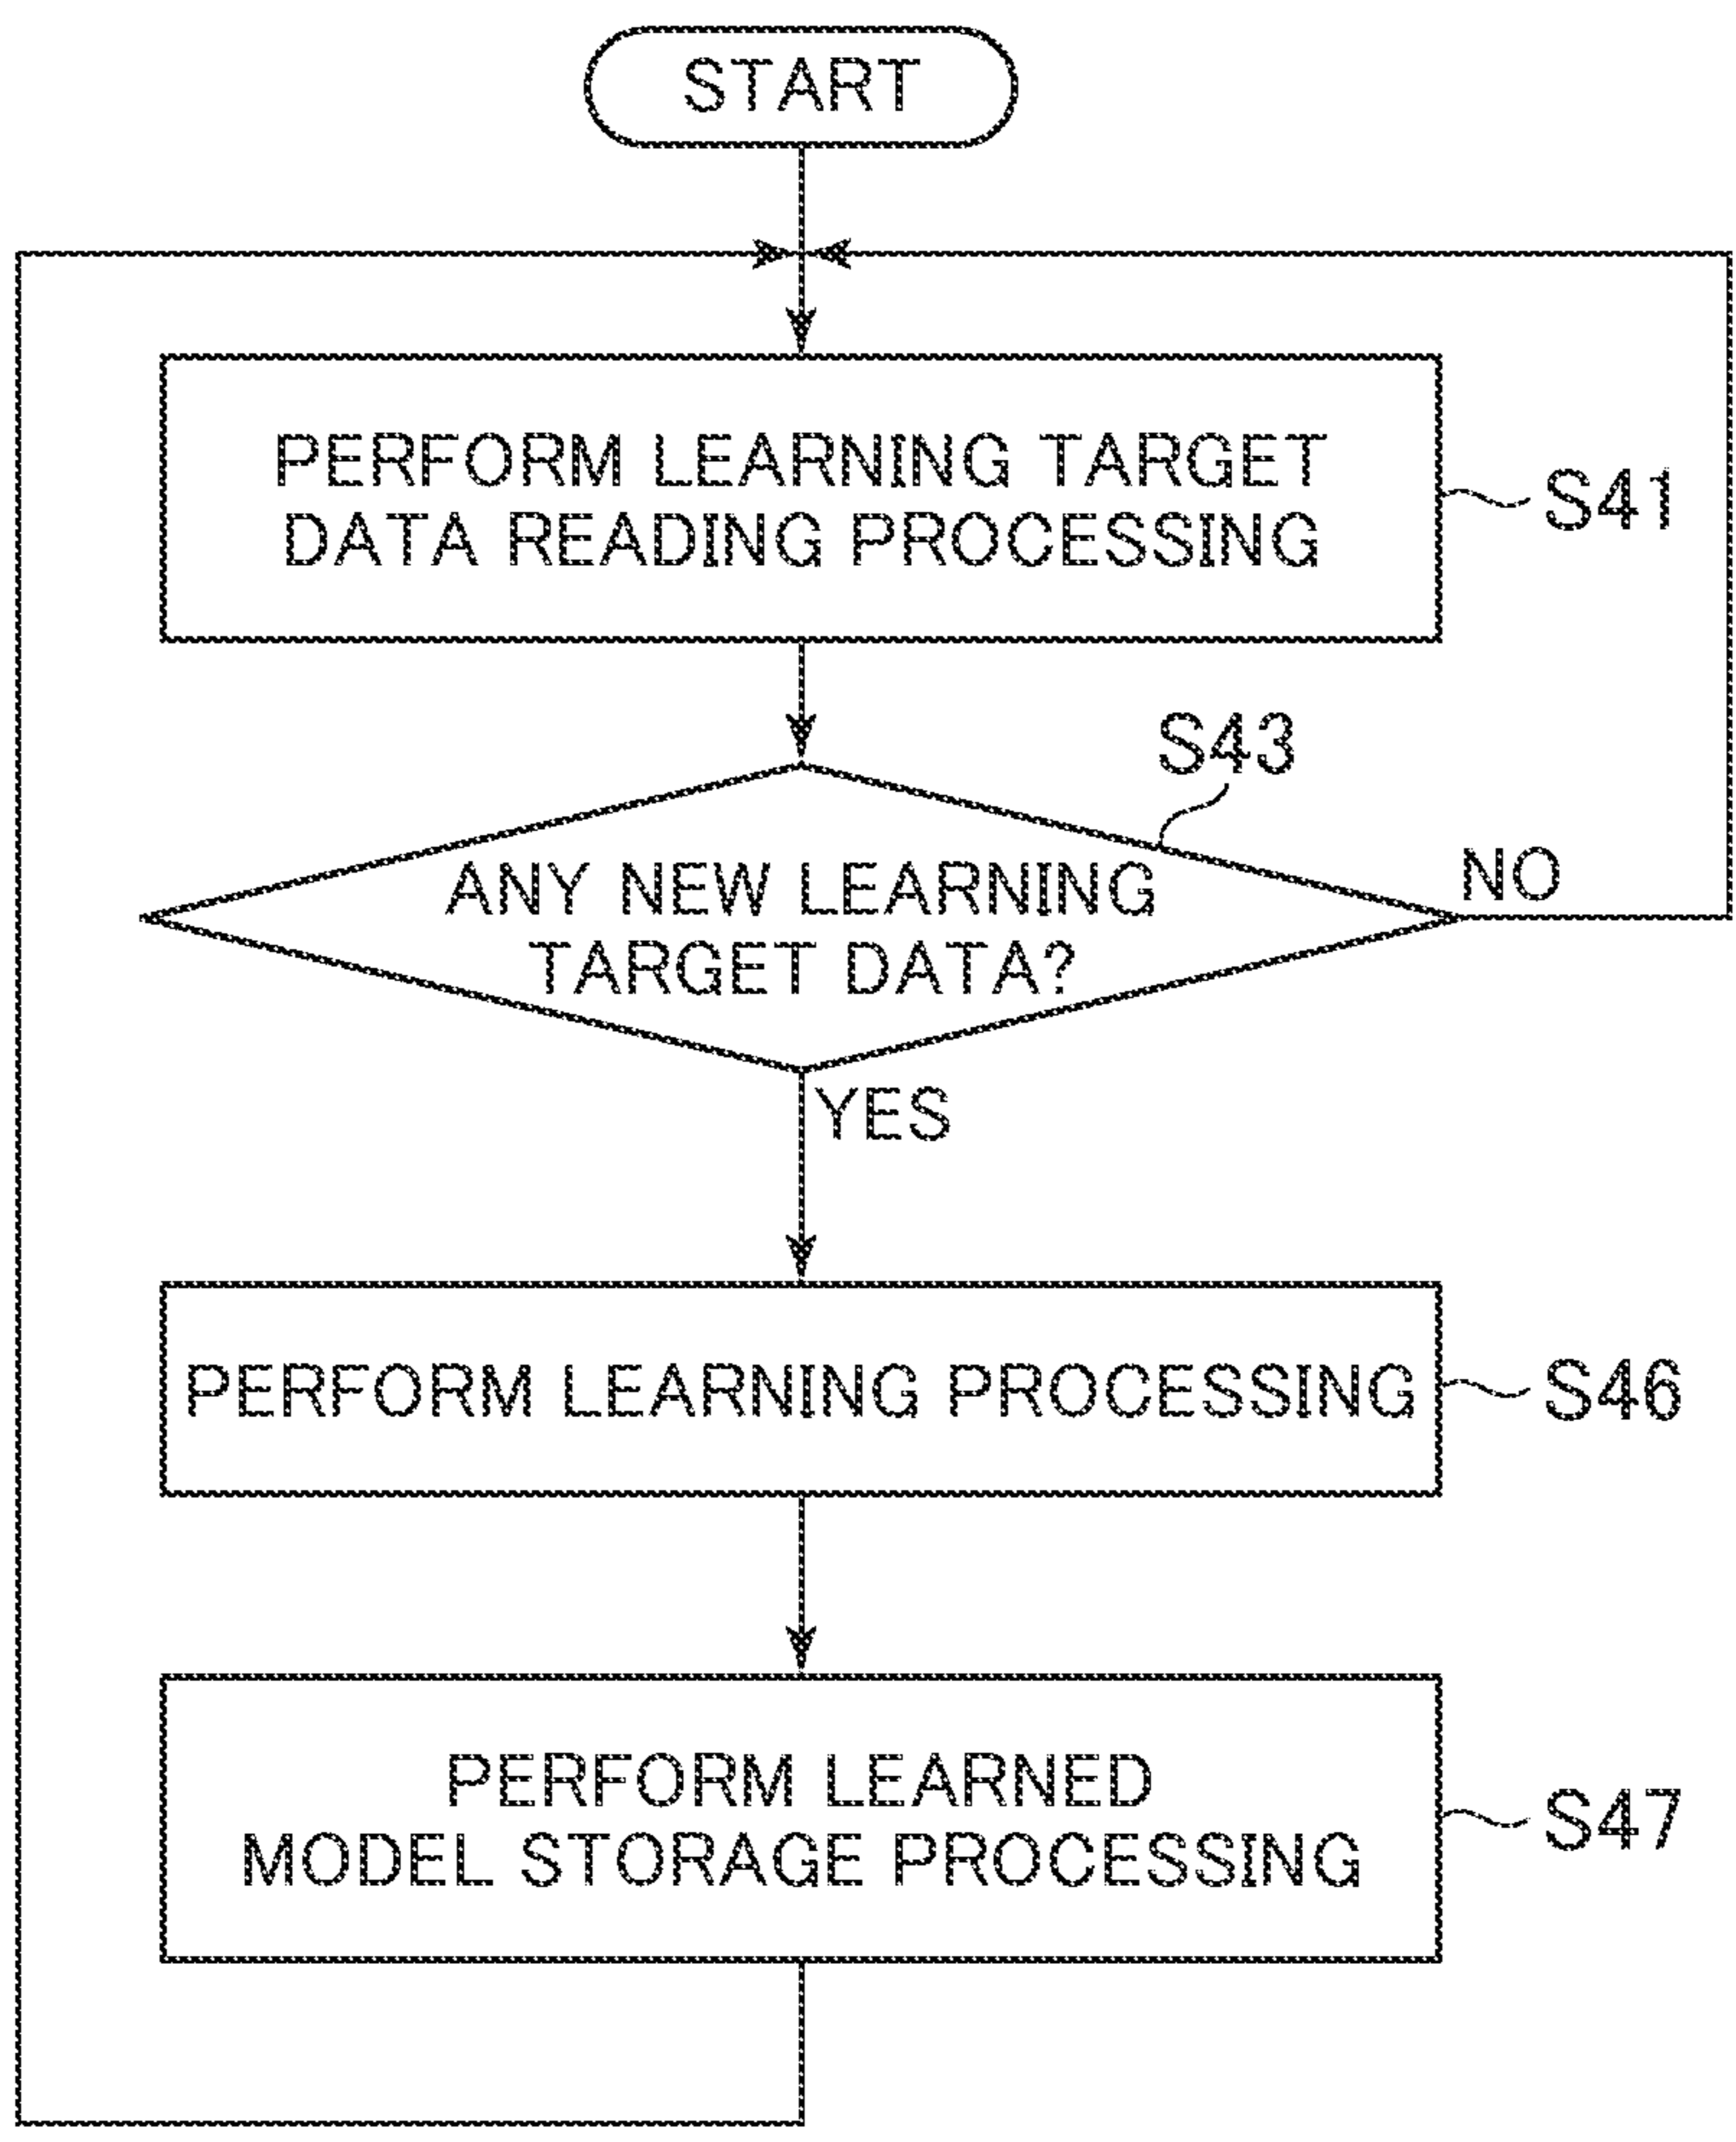 START
PERFORM LEARNING TARGET
DATA READING PROCESSING
S41
S43
ANY NEW LEARNING
TARGET DATA?
NO
YES
PERFORM LEARNING PROCESSING
S46
PERFORM LEARNED
MODEL STORAGE PROCESSING
S47